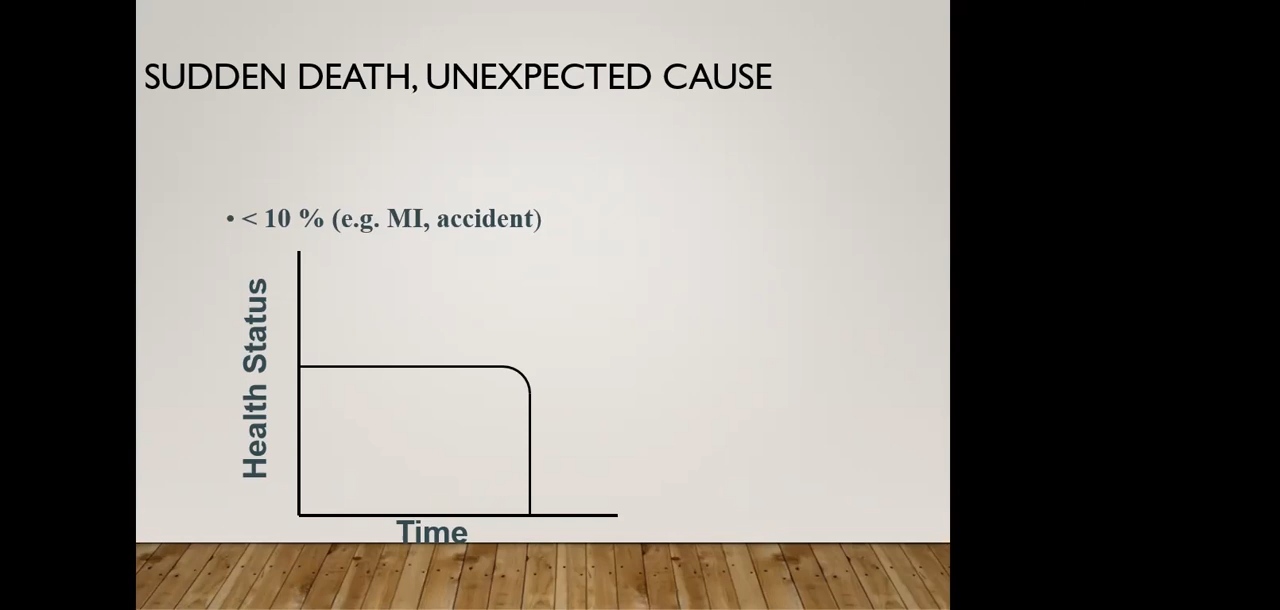 SUDDEN DEATH, UNEXPECTED CAUSE
• < 10 % (e.g. MI, accident)
Health Status
Time